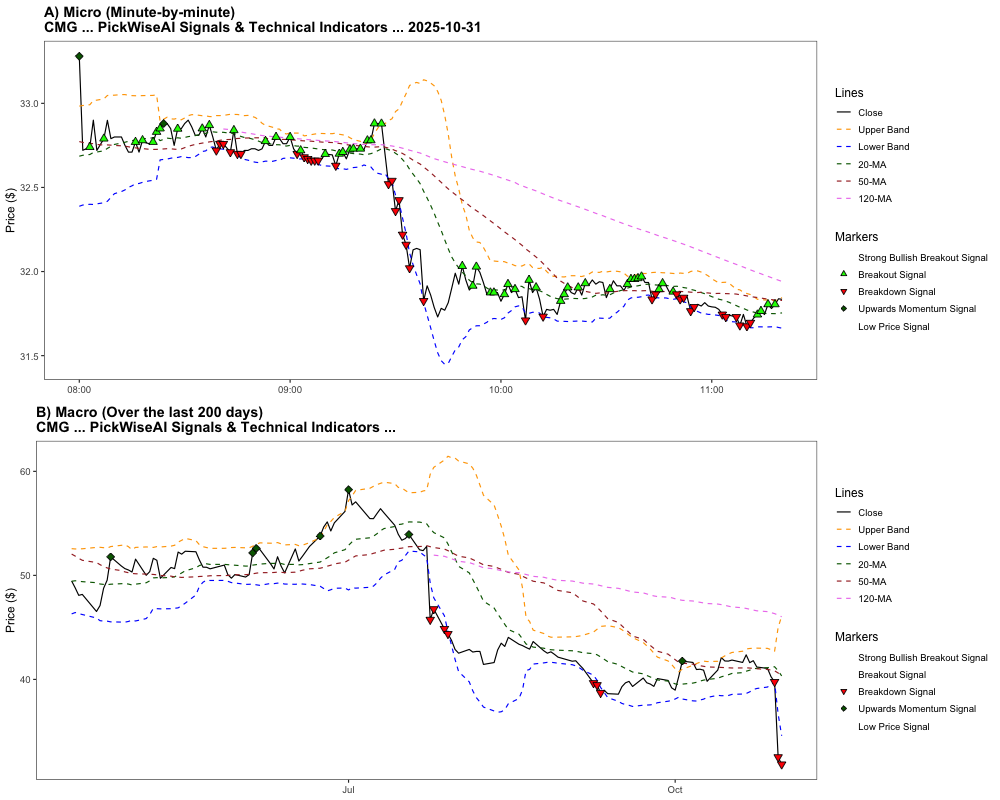 A) Micro (Minute-by-minute)
CMG ... PickWiseAI Signals & Technical Indicators ... 2025-10-31
Price ($)
33.0
32.5
32.0
31.5
08:00
09:00
10:00
11:00
Lines
Close
Upper Band
Lower Band
20-MA
50-MA
120-MA
Markers
Strong Bullish Breakout Signal
Breakout Signal
Breakdown Signal
Upwards Momentum Signal
Low Price Signal
B) Macro (Over the last 200 days)
CMG ... PickWiseAI Signals & Technical Indicators ...
Price ($)
60
50
40
Jul
Oct
Lines
Close
Upper Band
Lower Band
20-MA
50-MA
120-MA
Markers
Strong Bullish Breakout Signal
Breakout Signal
Breakdown Signal
Upwards Momentum Signal
Low Price Signal